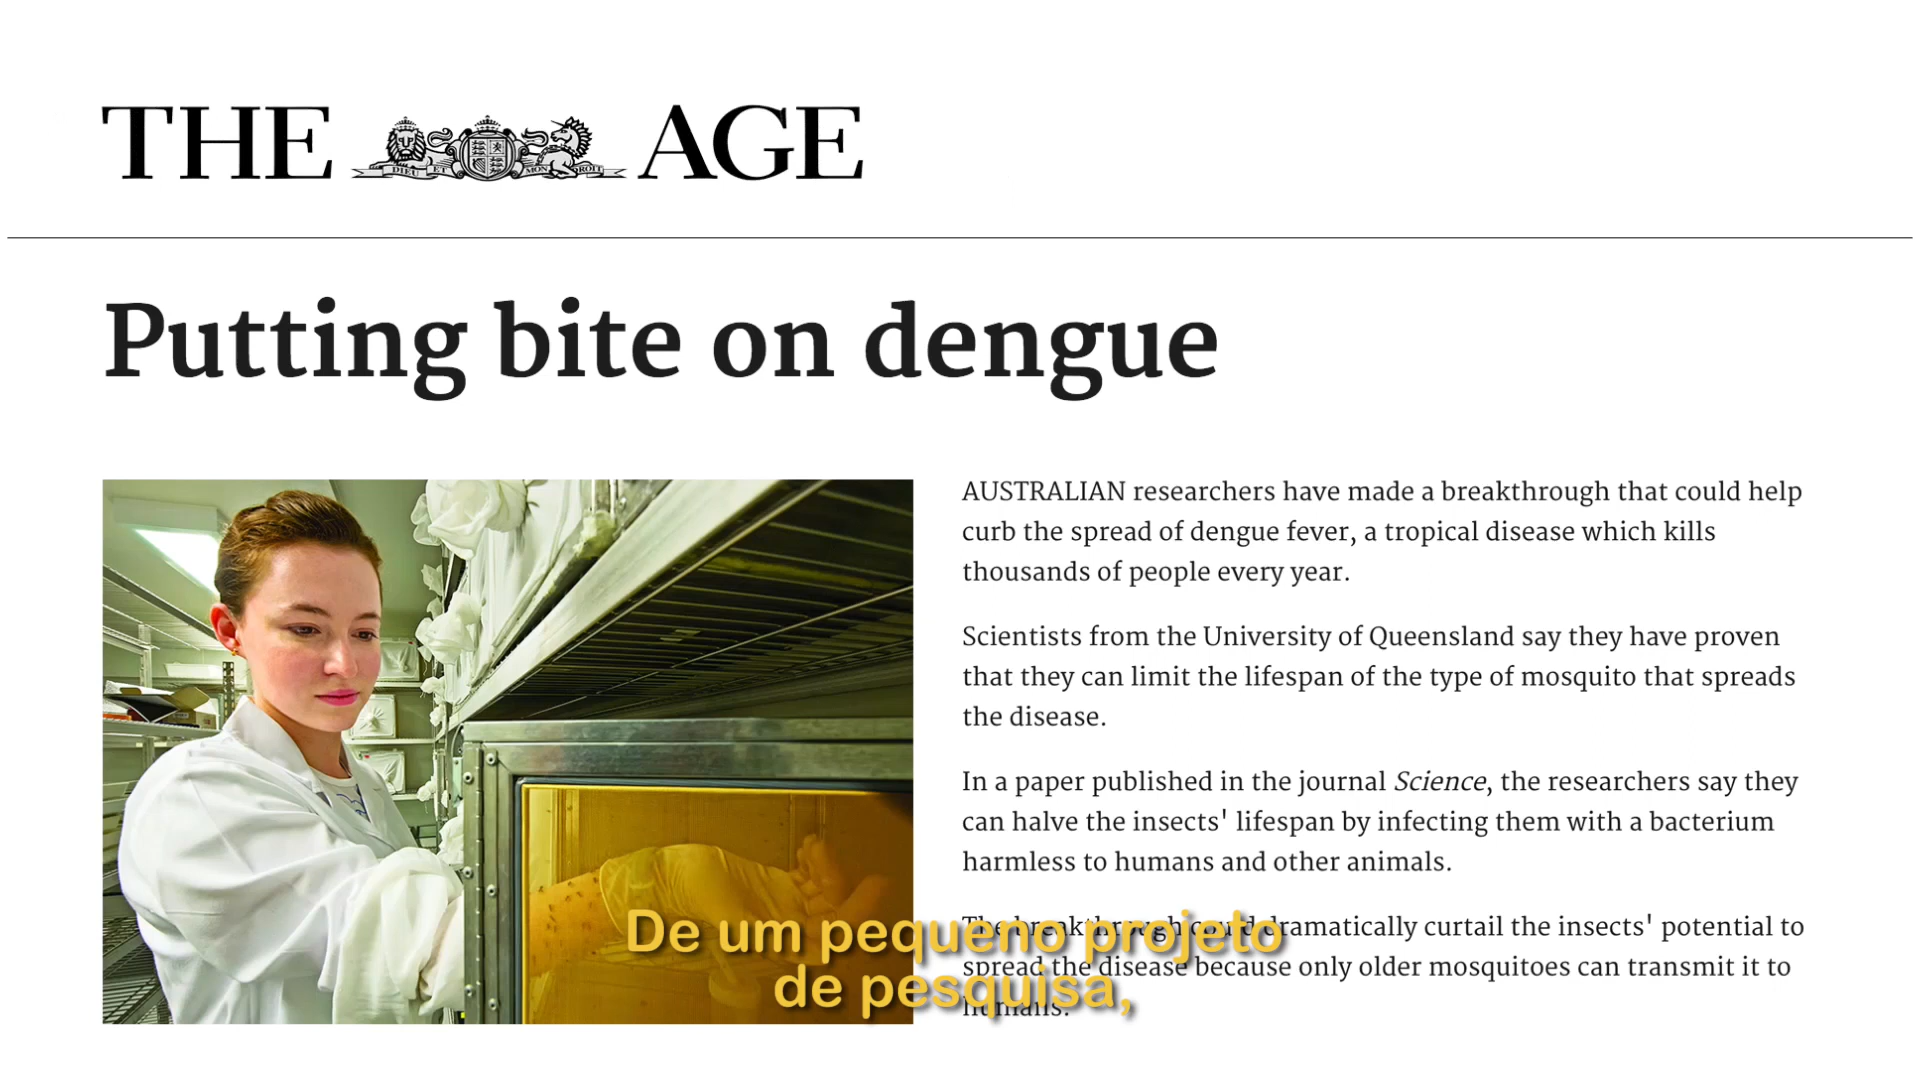 THE AGE
DIEU ET MON DROIT
Putting bite on dengue
AUSTRALIAN researchers have made a breakthrough that could help
curb the spread of dengue fever, a tropical disease which kills
thousands of people every year.
Scientists from the University of Queensland say they have proven
that they can limit the lifespan of the type of mosquito that spreads
the disease.
In a paper published in the journal Science, the researchers say they
can halve the insects' lifespan by infecting them with a bacterium
harmless to humans and other animals.
The breakthrough could dramatically curtail the insects' potential to
spread the disease because only older mosquitoes can transmit it to
humans.
De um pequeno projeto
de pesquisa,